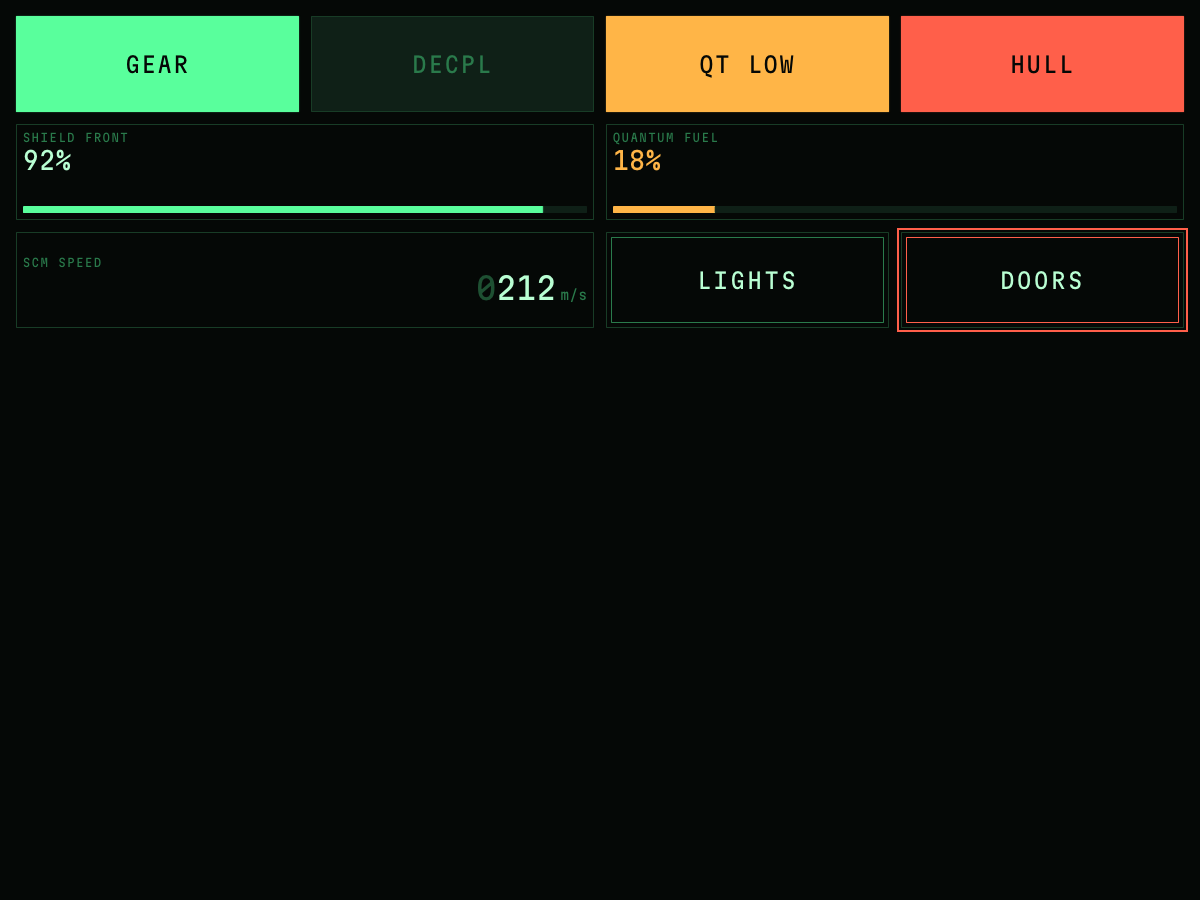 GEAR
DECPL
QT LOW
HULL
SHIELD FRONT
92%
QUANTUM FUEL
18%
SCM SPEED
0212 m/s
LIGHTS
DOORS